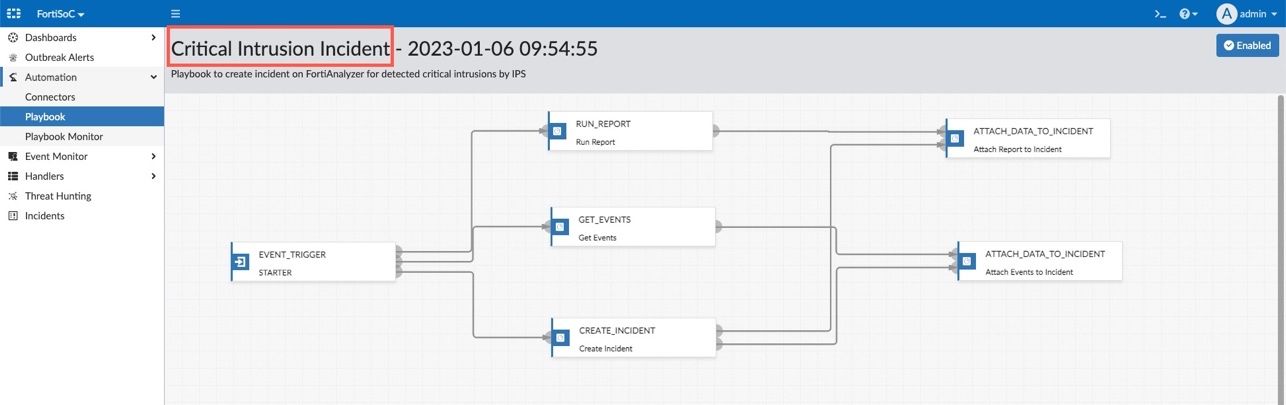 FortiSoC
admin
Dashboards
Outbreak Alerts
Automation
Connectors
Playbook
Playbook Monitor
Event Monitor
Handlers
Threat Hunting
Incidents
Critical Intrusion Incident - 2023-01-06 09:54:55
Enabled
Playbook to create incident on FortiAnalyzer for detected critical intrusions by IPS
EVENT_TRIGGER
STARTER
RUN_REPORT
Run Report
GET_EVENTS
Get Events
CREATE_INCIDENT
Create Incident
ATTACH_DATA_TO_INCIDENT
Attach Report to Incident
ATTACH_DATA_TO_INCIDENT
Attach Events to Incident